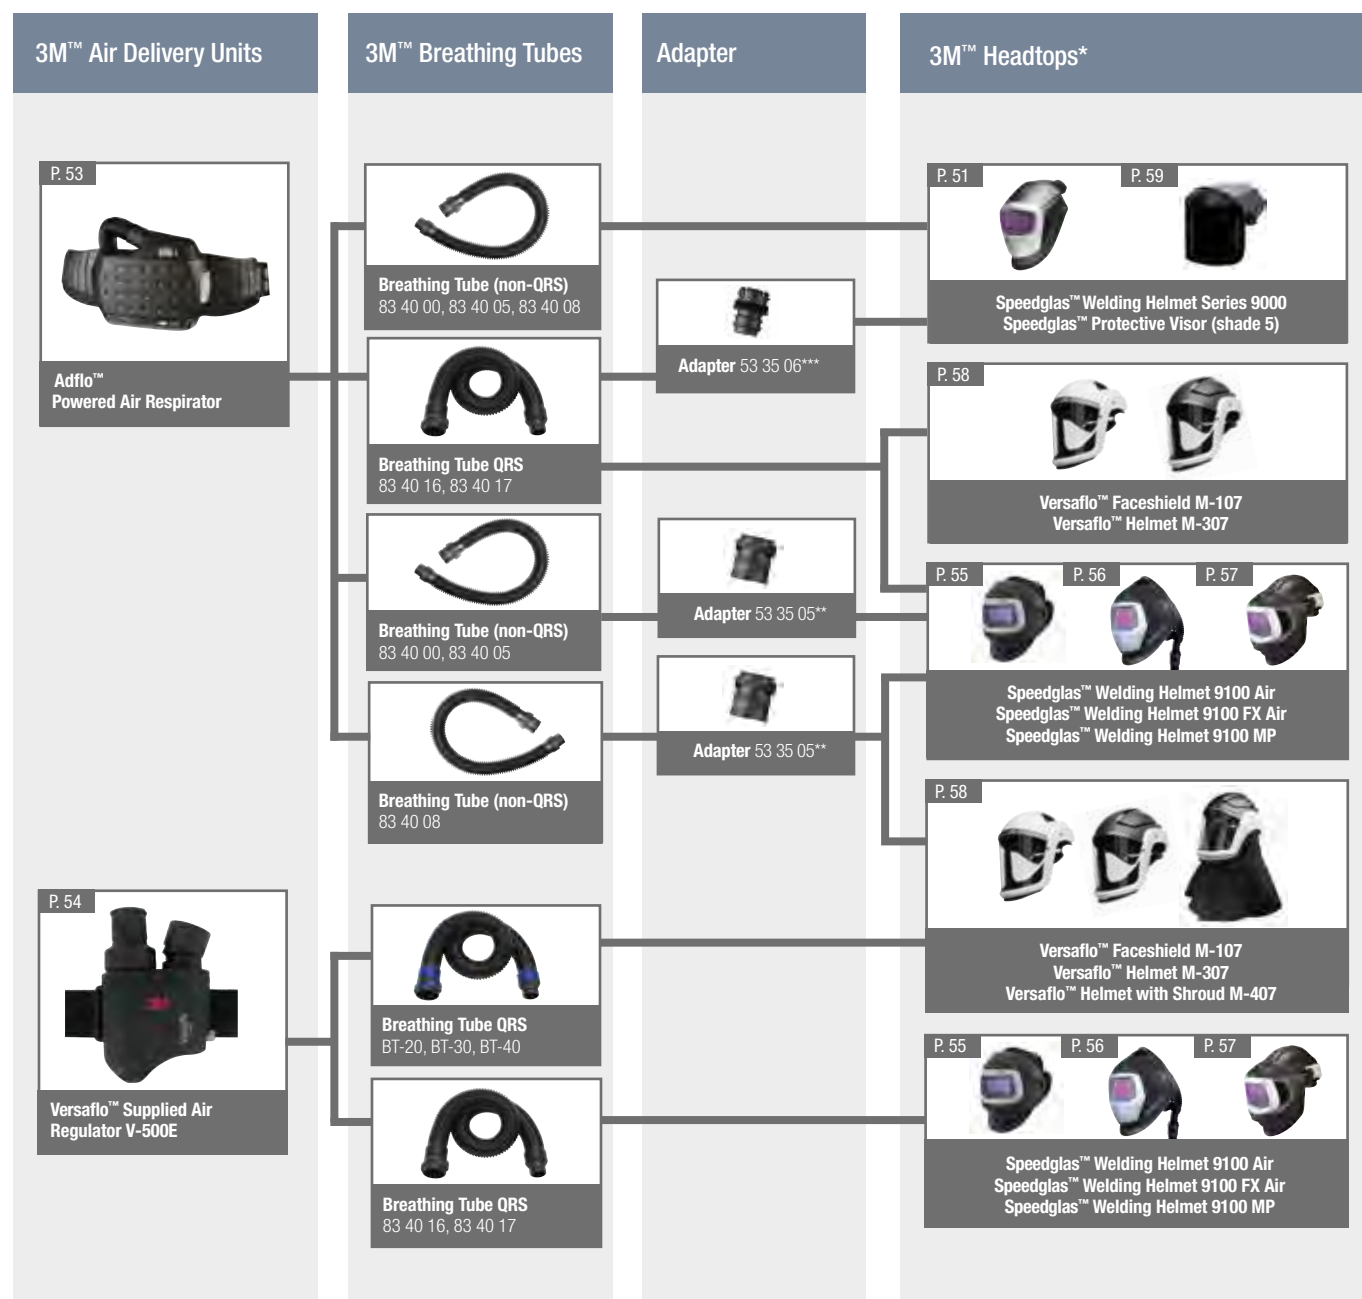 3M™ Air Delivery Units
3M™ Breathing Tubes
Adapter
3M™ Headtops*
P. 53
Adflo™
Powered Air Respirator
Breathing Tube (non-QRS)
83 40 00, 83 40 05, 83 40 08
Breathing Tube QRS
83 40 16, 83 40 17
Breathing Tube (non-QRS)
83 40 00, 83 40 05
Breathing Tube (non-QRS)
83 40 08
Adapter 53 35 06***
Adapter 53 35 05**
Adapter 53 35 05**
P. 51
P. 59
Speedglas™ Welding Helmet Series 9000
Speedglas™ Protective Visor (shade 5)
P. 58
Versaflo™ Faceshield M-107
Versaflo™ Helmet M-307
P. 55
P. 56
P. 57
Speedglas™ Welding Helmet 9100 Air
Speedglas™ Welding Helmet 9100 FX Air
Speedglas™ Welding Helmet 9100 MP
P. 58
Versaflo™ Faceshield M-107
Versaflo™ Helmet M-307
Versaflo™ Helmet with Shroud M-407
P. 54
3M
Versaflo™ Supplied Air
Regulator V-500E
Breathing Tube QRS
BT-20, BT-30, BT-40
Breathing Tube QRS
83 40 16, 83 40 17
P. 55
P. 56
P. 57
Speedglas™ Welding Helmet 9100 Air
Speedglas™ Welding Helmet 9100 FX Air
Speedglas™ Welding Helmet 9100 MP